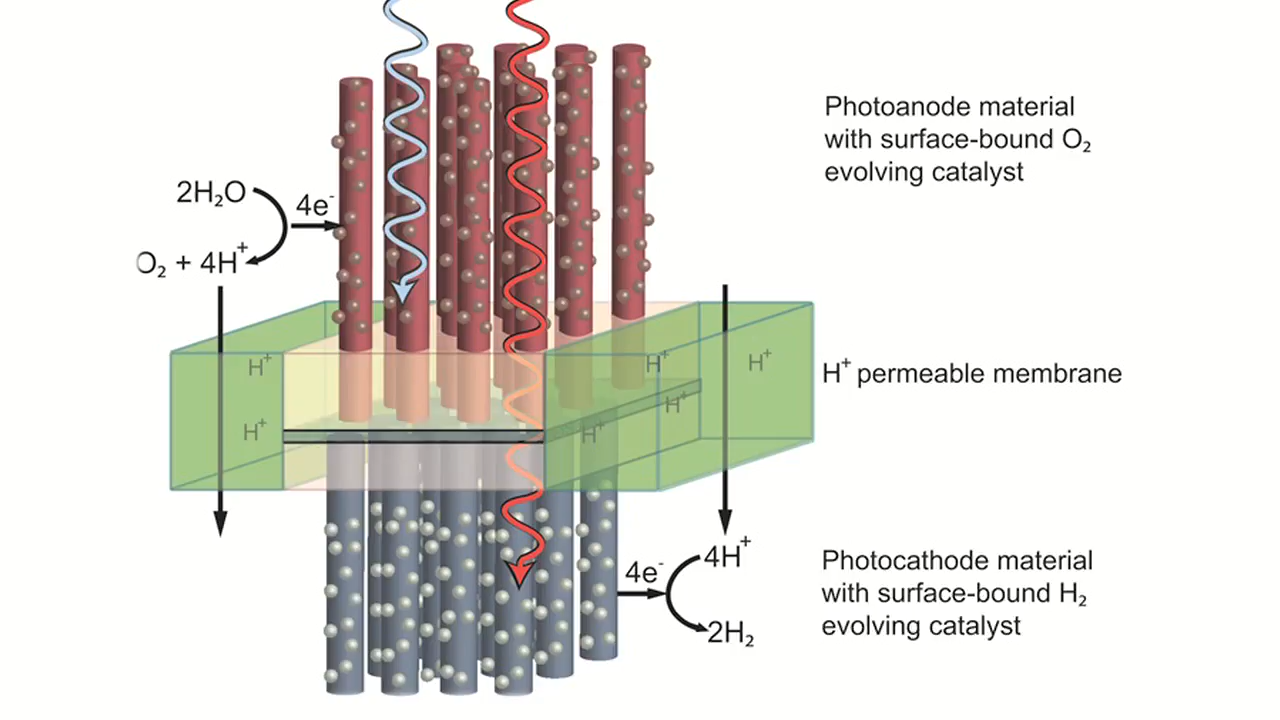 Photoanode material
with surface-bound O₂
evolving catalyst
2H₂O
4e⁻
O₂ + 4H⁺
H⁺
H⁺
H⁺
H⁺
H⁺
H⁺
H⁺ permeable membrane
4H⁺
4e⁻
2H₂
Photocathode material
with surface-bound H₂
evolving catalyst